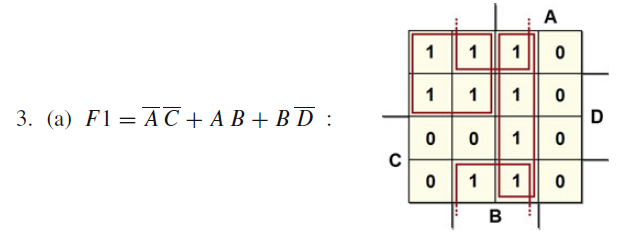 A
1 1 1 0
1 1 1 0
3. (a) F1 = A̅ C̅ + A B + B D̅ :
D
0 0 1 0
C
0 1 1 0
B